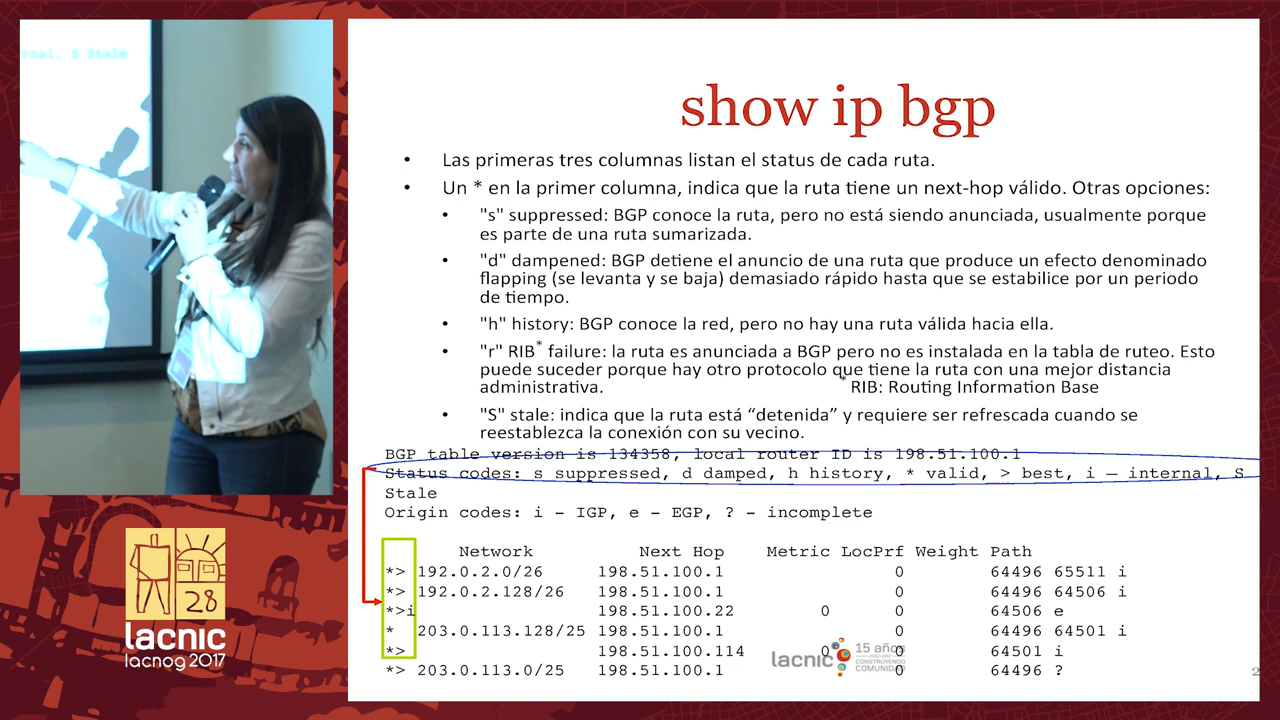 rnal, S Stale
show ip bgp
• Las primeras tres columnas listan el status de cada ruta.
• Un * en la primer columna, indica que la ruta tiene un next-hop válido. Otras opciones:
• "s" suppressed: BGP conoce la ruta, pero no está siendo anunciada, usualmente porque
es parte de una ruta sumarizada.
• "d" dampened: BGP detiene el anuncio de una ruta que produce un efecto denominado
flapping (se levanta y se baja) demasiado rápido hasta que se estabilice por un periodo
de tiempo.
• "h" history: BGP conoce la red, pero no hay una ruta válida hacia ella.
• "r" RIB* failure: la ruta es anunciada a BGP pero no es instalada en la tabla de ruteo. Esto
puede suceder porque hay otro protocolo que tiene la ruta con una mejor distancia
administrativa.
* RIB: Routing Information Base
• "S" stale: indica que la ruta está “detenida” y requiere ser refrescada cuando se
reestablezca la conexión con su vecino.
BGP table version is 134358, local router ID is 198.51.100.1
Status codes: s suppressed, d damped, h history, * valid, > best, i – internal, S
Stale
Origin codes: i - IGP, e - EGP, ? - incomplete
Network Next Hop Metric LocPrf Weight Path
*> 192.0.2.0/26 198.51.100.1 0 64496 65511 i
*> 192.0.2.128/26 198.51.100.1 0 64496 64506 i
*>i 198.51.100.22 0 0 64506 e
* 203.0.113.128/25 198.51.100.1 0 64496 64501 i
*> 198.51.100.114 0 0 64501 i
*> 203.0.113.0/25 198.51.100.1 0 64496 ?
lacnic
15 años
CONSTRUYENDO
COMUNIDAD
2
28
lacnic
lacnog 2017